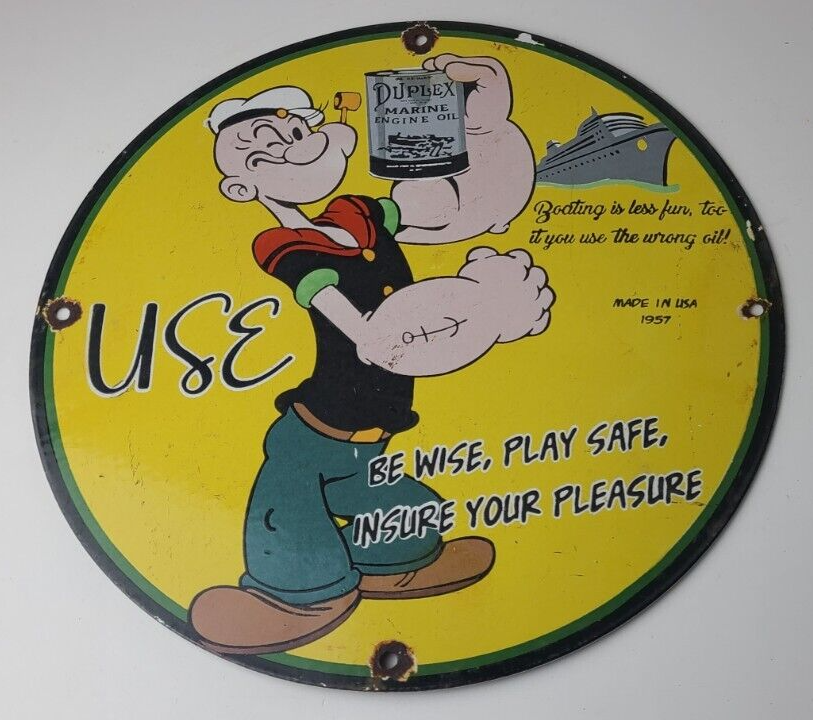 DUPLEX
MARINE
ENGINE OIL
Boating is less fun, too
it you use the wrong oil!
MADE IN USA
1957
USE
BE WISE, PLAY SAFE,
INSURE YOUR PLEASURE